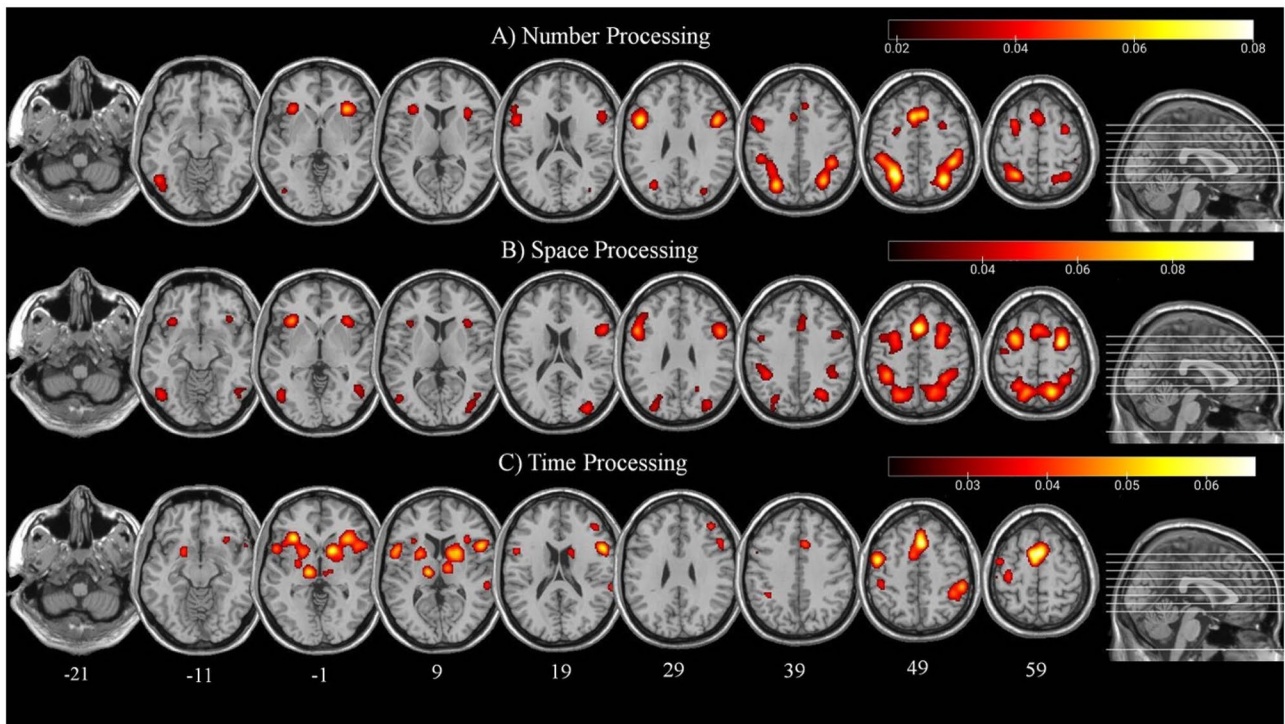 A) Number Processing
0.02 0.04 0.06 0.08
B) Space Processing
0.04 0.06 0.08
C) Time Processing
0.03 0.04 0.05 0.06
-21 -11 -1 9 19 29 39 49 59